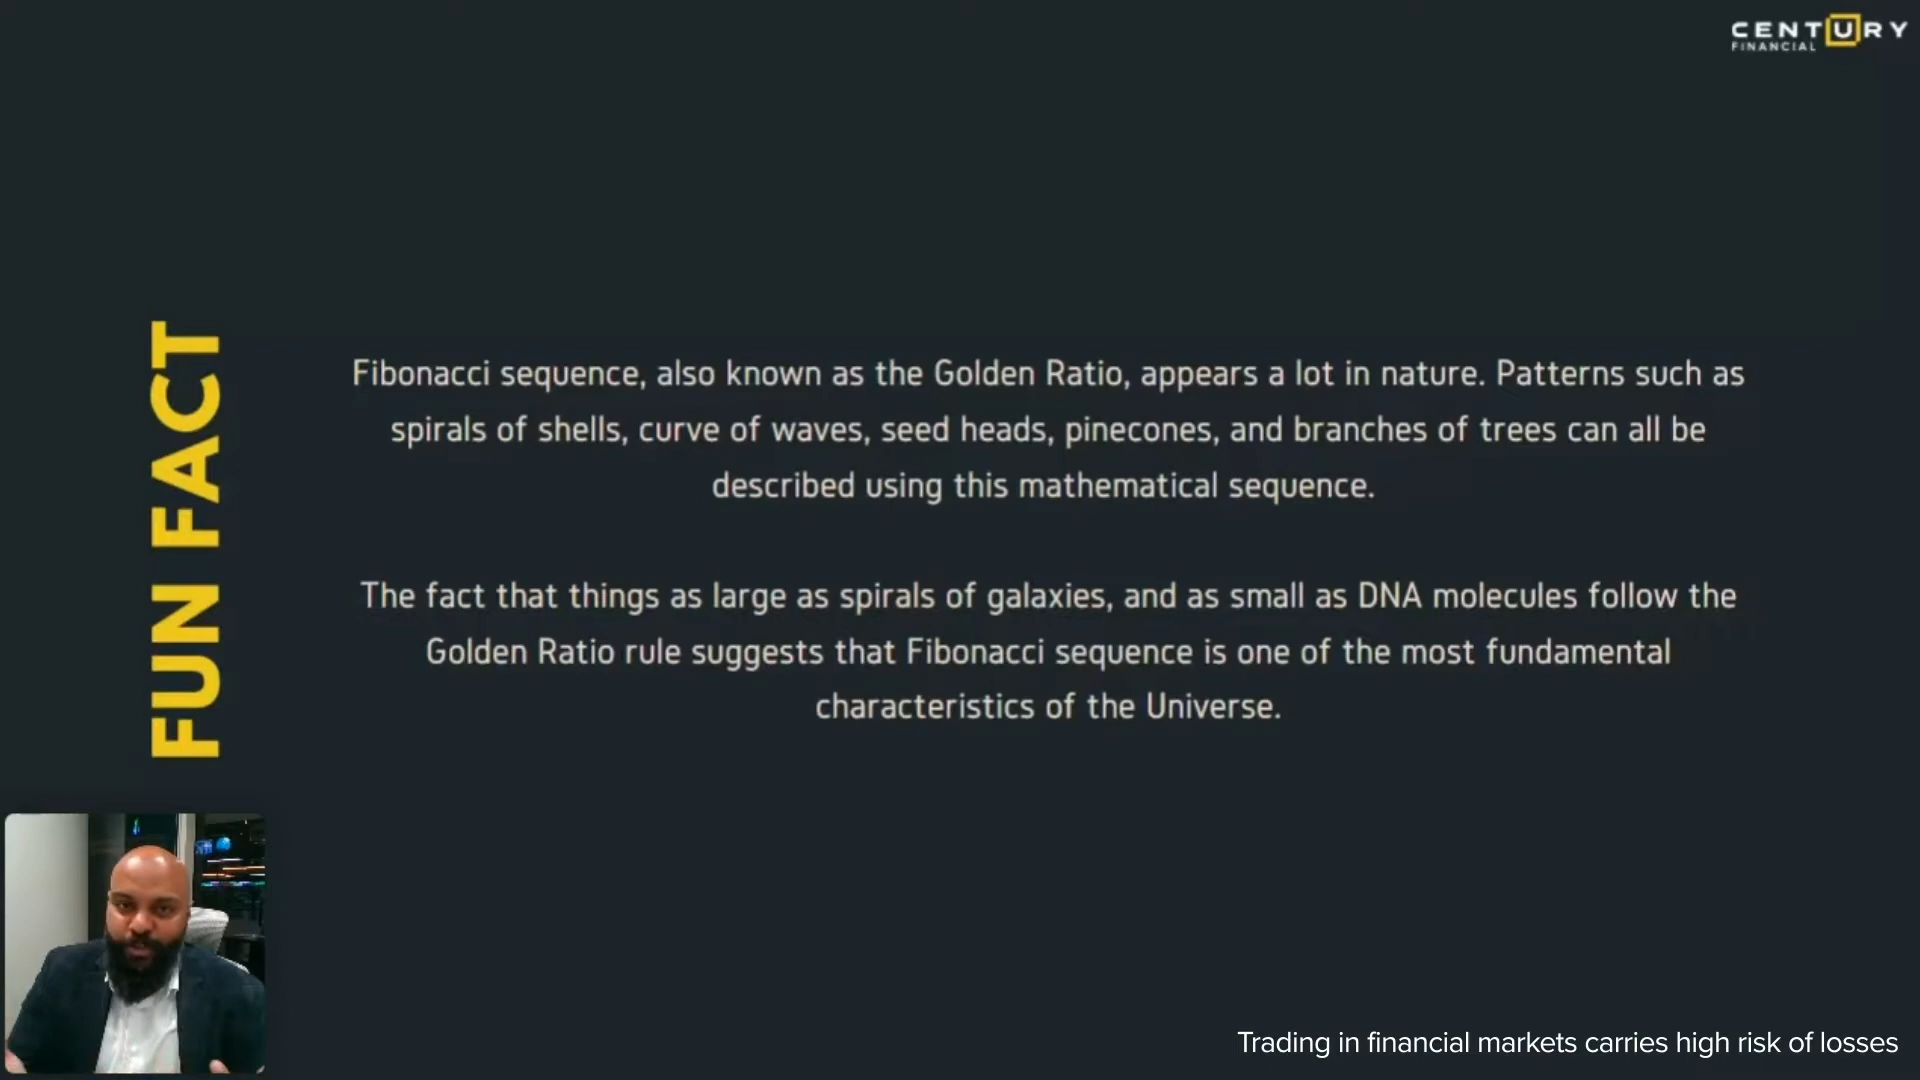 CENTURY
FINANCIAL
FUN FACT
Fibonacci sequence, also known as the Golden Ratio, appears a lot in nature. Patterns such as
spirals of shells, curve of waves, seed heads, pinecones, and branches of trees can all be
described using this mathematical sequence.
The fact that things as large as spirals of galaxies, and as small as DNA molecules follow the
Golden Ratio rule suggests that Fibonacci sequence is one of the most fundamental
characteristics of the Universe.
Trading in financial markets carries high risk of losses